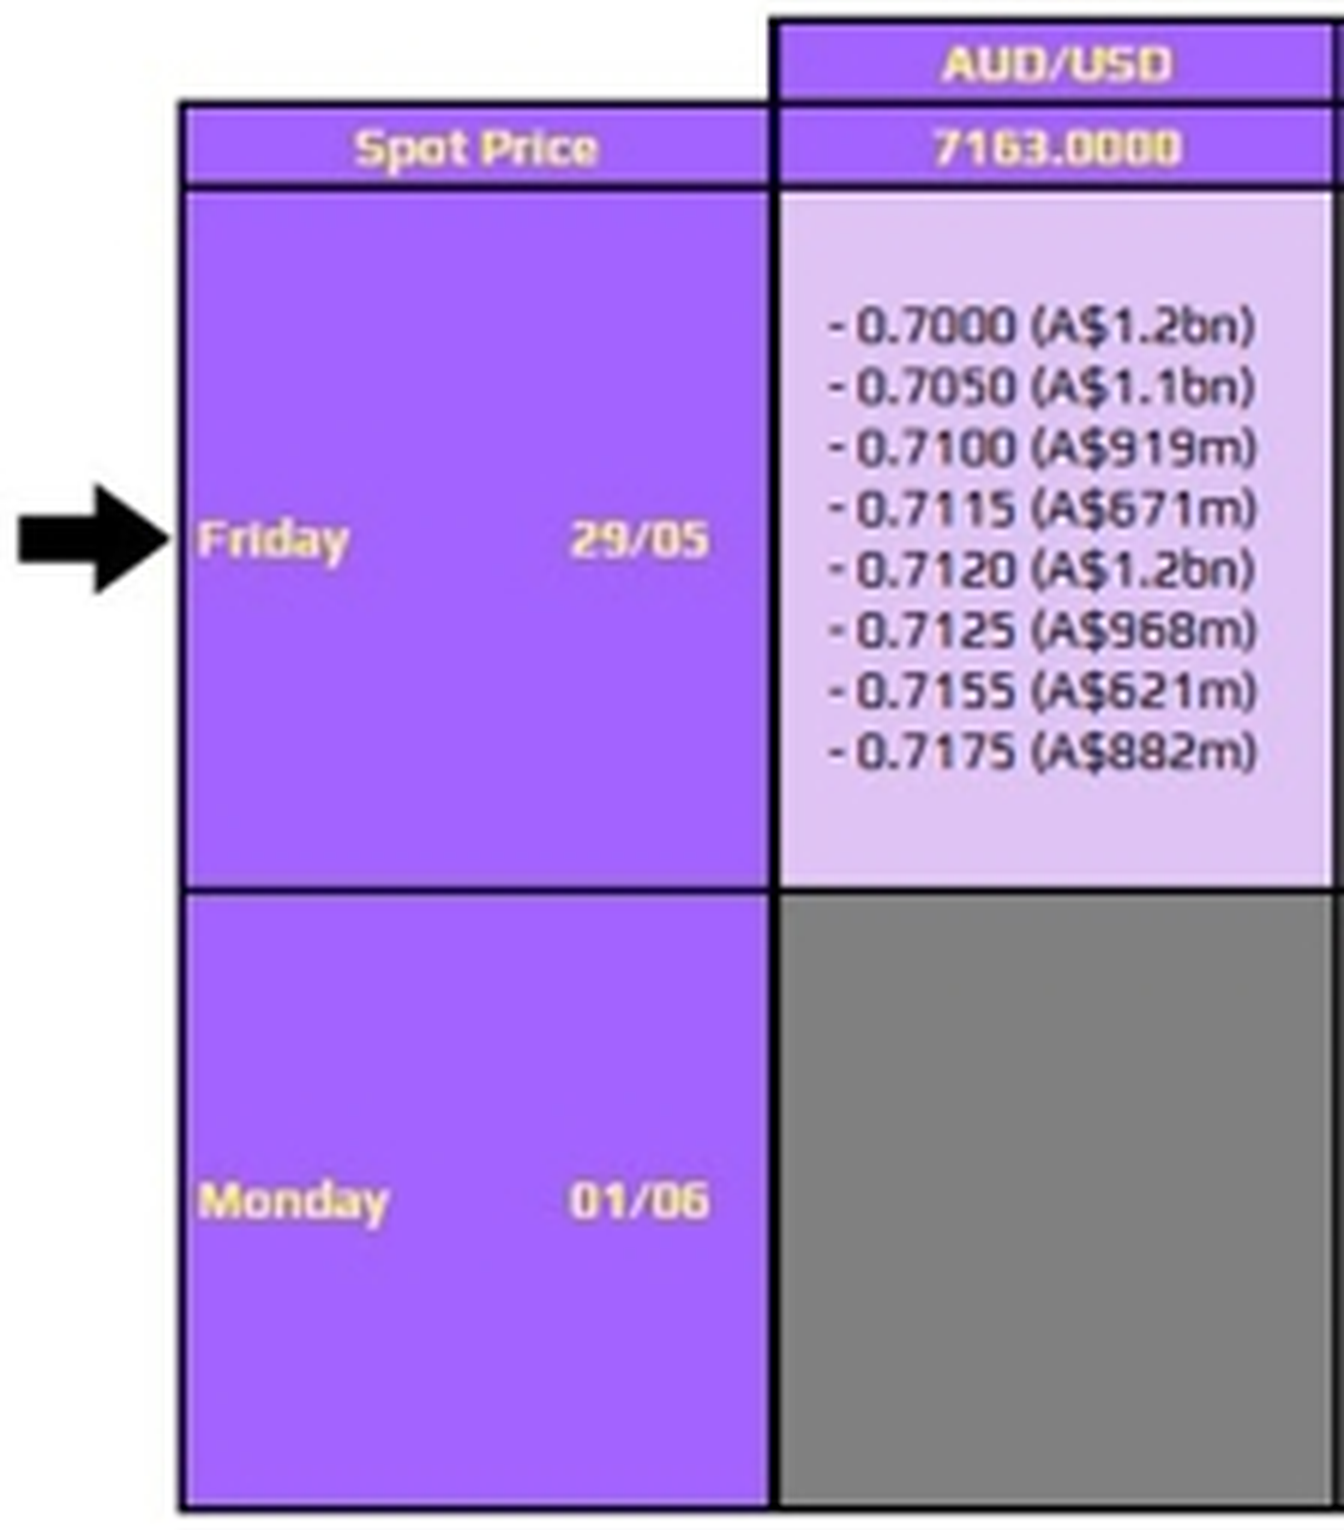 AUD/USD
Spot Price 7163.0000
- 0.7000 (A$1.2bn)
- 0.7050 (A$1.1bn)
- 0.7100 (A$919m)
- 0.7115 (A$671m)
Friday 29/05
- 0.7120 (A$1.2bn)
- 0.7125 (A$968m)
- 0.7155 (A$621m)
- 0.7175 (A$882m)
Monday 01/06